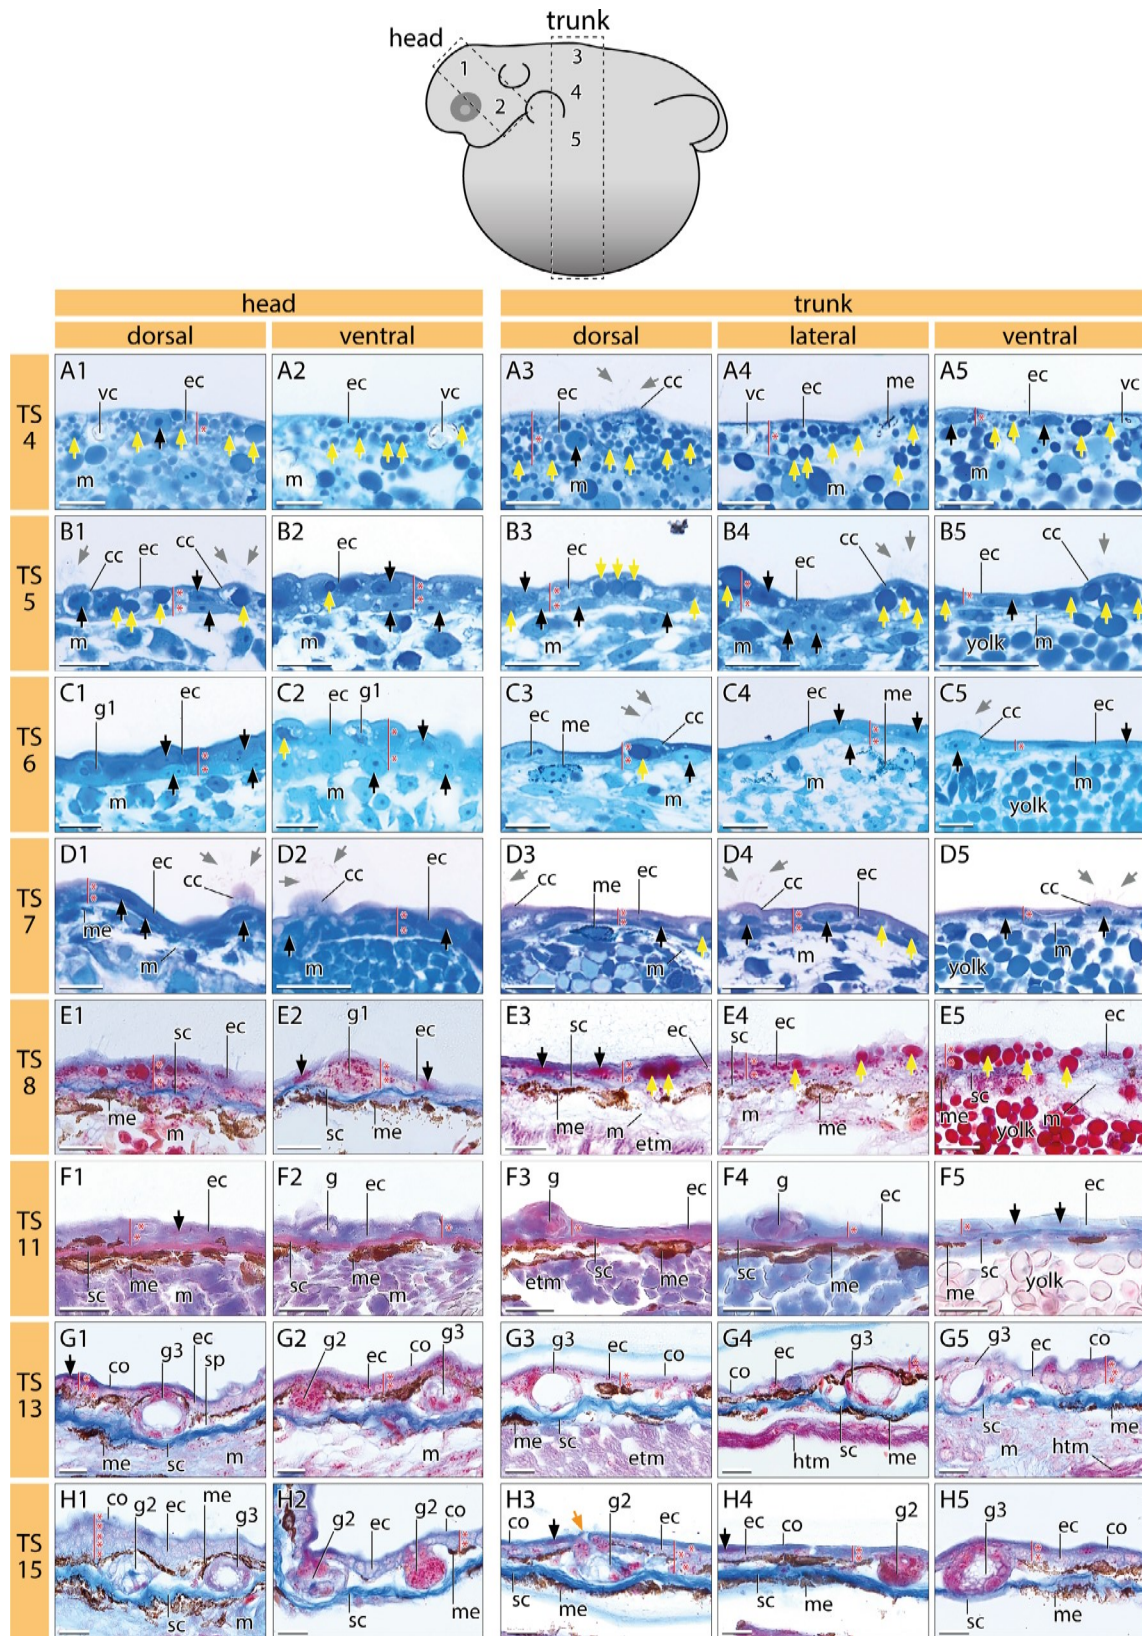 trunk
head
1
2
3
4
5
head trunk
dorsal ventral dorsal lateral ventral
TS 4
A1 vc ec m
A2 ec vc m
A3 ec cc m
A4 vc ec me m
A5 ec vc m
TS 5
B1 cc ec cc m
B2 ec m
B3 ec m
B4 ec cc m
B5 ec cc yolk m
TS 6
C1 g1 ec m
C2 ec g1 m
C3 ec me cc m
C4 ec me m
C5 cc m yolk
TS 7
D1 ec cc me m
D2 cc ec m
D3 cc me ec m
D4 cc ec m
D5 cc m yolk
TS 8
E1 sc ec me m
E2 g1 ec sc me
E3 sc ec me m etm
E4 sc ec m me
E5 ec sc me m yolk
TS 11
F1 ec sc me m
F2 g ec sc me m
F3 g ec etm sc me
F4 g ec sc me
F5 ec me sc yolk
TS 13
G1 co g3 ec sp me sc m
G2 g2 ec co g3 m
G3 g3 ec co me sc etm
G4 co ec g3 htm sc me
G5 g3 ec co sc m me htm
TS 15
H1 co g2 ec me g3 sc m
H2 g2 ec g2 co sc me
H3 co g2 ec sc me
H4 ec co g2 sc me
H5 g3 ec co sc me